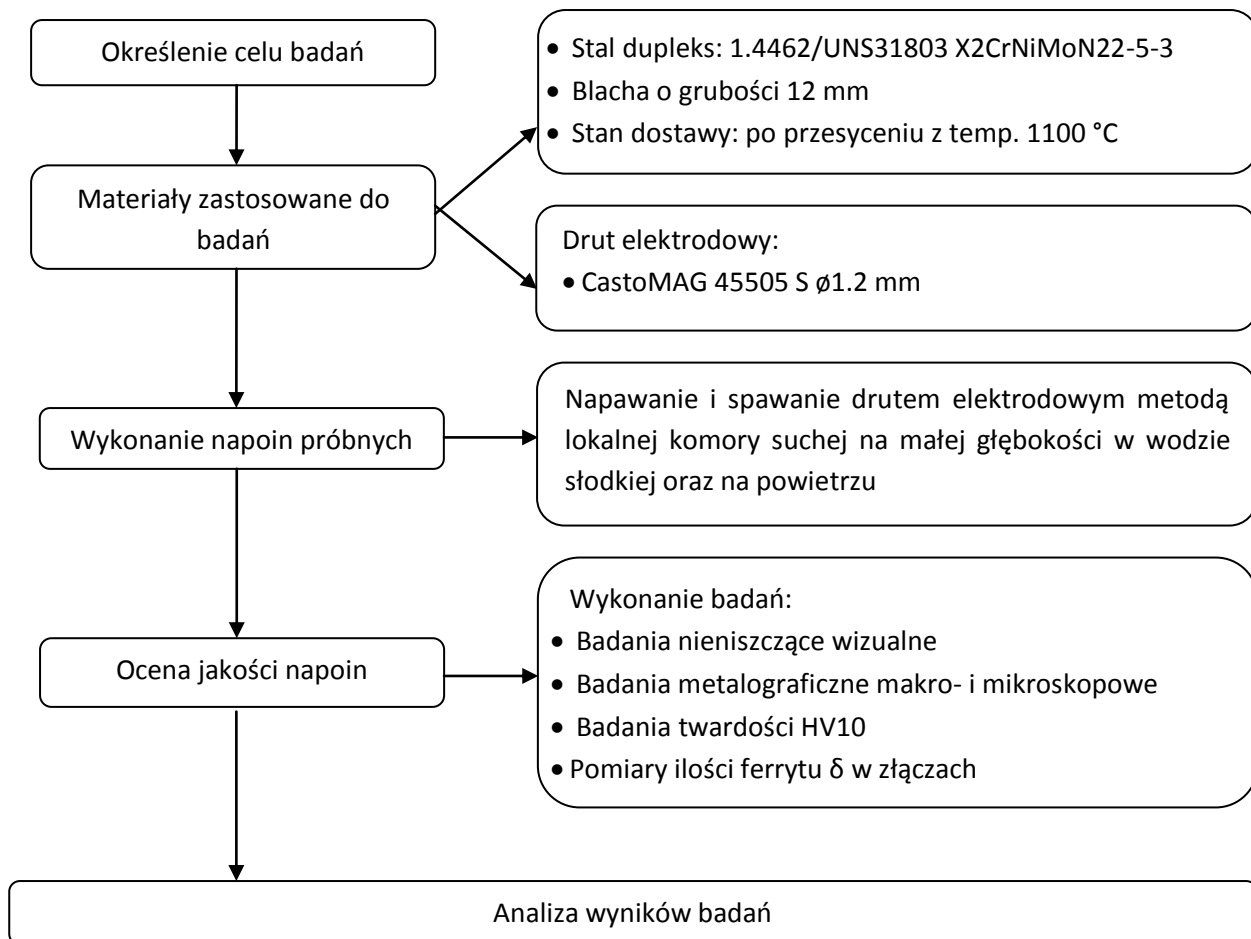 Określenie celu badań
• Stal dupleks: 1.4462/UNS31803 X2CrNiMoN22-5-3
• Blacha o grubości 12 mm
• Stan dostawy: po przesyceniu z temp. 1100 °C
Materiały zastosowane do
badań
Drut elektrodowy:
• CastoMAG 45505 S ø1.2 mm
Wykonanie napoin próbnych
Napawanie i spawanie drutem elektrodowym metodą
lokalnej komory suchej na małej głębokości w wodzie
słodkiej oraz na powietrzu
Ocena jakości napoin
Wykonanie badań:
• Badania nieniszczące wizualne
• Badania metalograficzne makro- i mikroskopowe
• Badania twardości HV10
• Pomiary ilości ferrytu δ w złączach
Analiza wyników badań